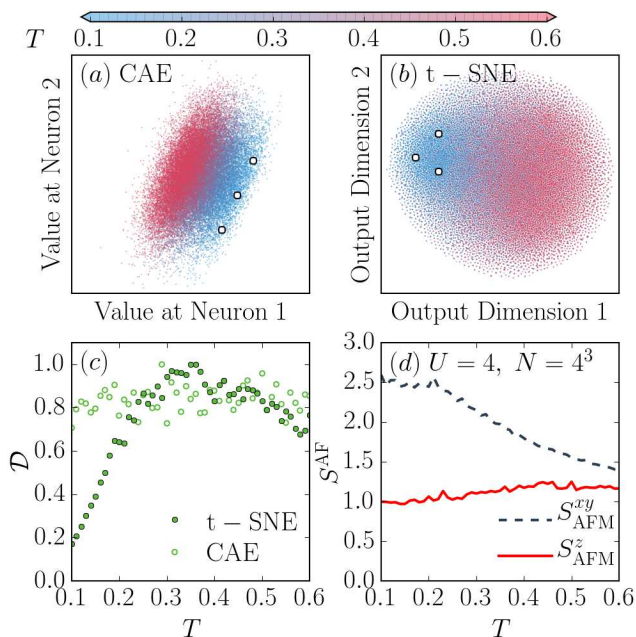 T 0.1 0.2 0.3 0.4 0.5 0.6
(a) CAE
(b) t − SNE
Value at Neuron 2
Output Dimension 2
Value at Neuron 1
Output Dimension 1
(c)
(d) U = 4, N = 4³
1.0
0.8
0.6
0.4
0.2
0.0
D
t − SNE
CAE
0.1 0.2 0.3 0.4 0.5 0.6
T
3.0
2.5
2.0
1.5
1.0
0.5
0.0
S^AF
S^xy_AFM
S^z_AFM
0.1 0.2 0.3 0.4 0.5 0.6
T